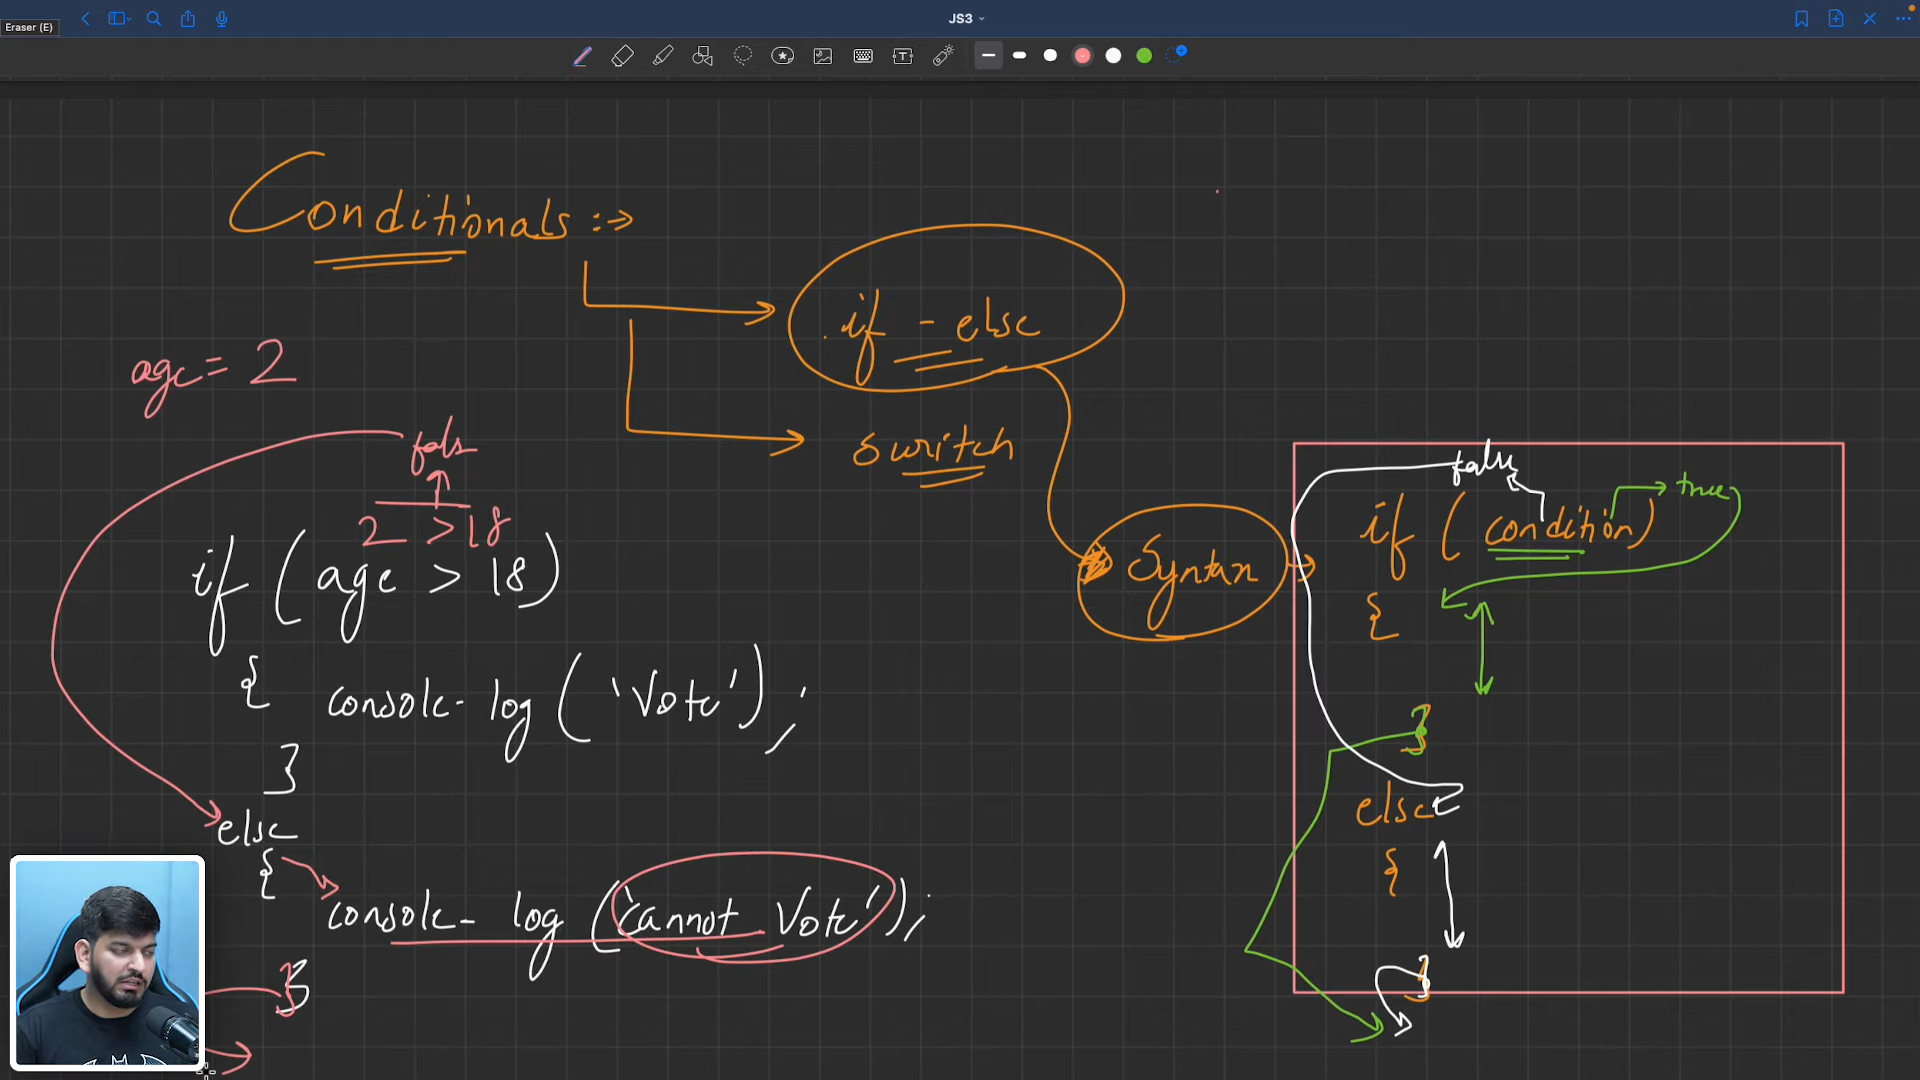 JS3
Eraser (E)
Conditionals :->
if - else
switch
age = 2
false
2 > 18
if (age > 18)
{ console.log ('Vote');
}
else
{
console.log ('cannot Vote');
}
Syntax
false
true
if (condition)
{
}
else
{
}